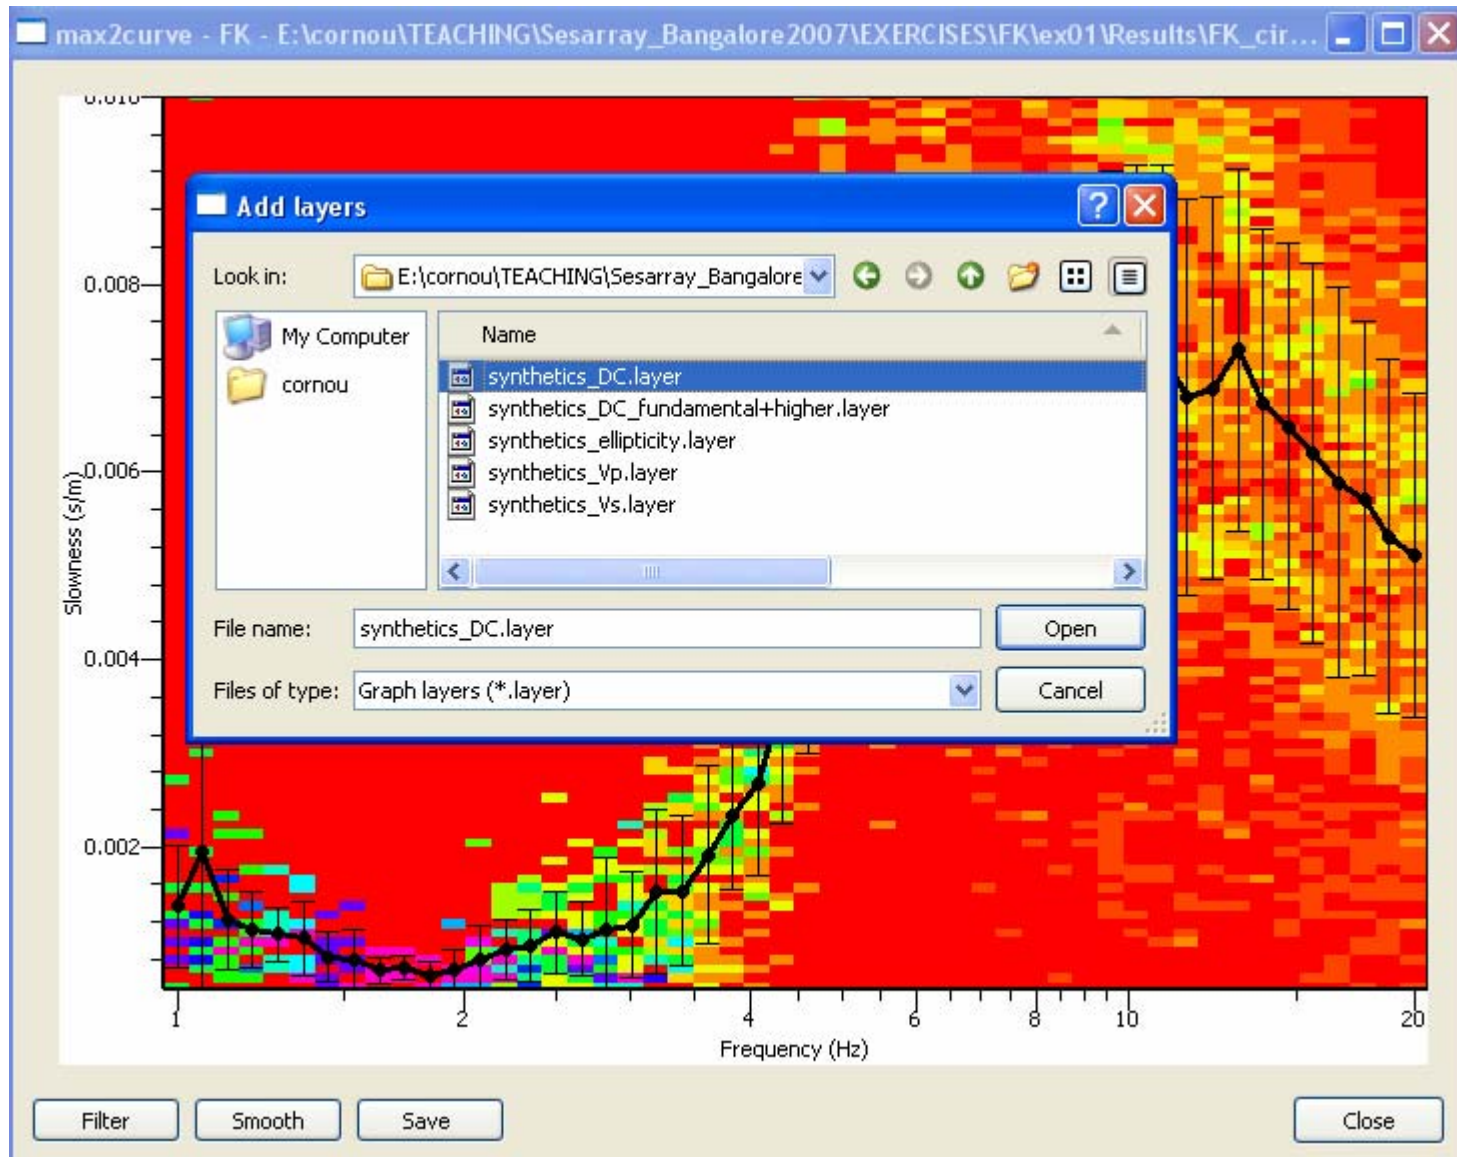 max2curve - FK - E:\cornou\TEACHING\Sesarray_Bangalore2007\EXERCISES\FK\ex01\Results\FK_cir...
0.010
Add layers
Look in:
E:\cornou\TEACHING\Sesarray_Bangalore
My Computer
cornou
Name
synthetics_DC.layer
synthetics_DC_fundamental+higher.layer
synthetics_ellipticity.layer
synthetics_Vp.layer
synthetics_Vs.layer
File name:
synthetics_DC.layer
Open
Files of type:
Graph layers (*.layer)
Cancel
0.008
0.006
Slowness (s/m)
0.004
0.002
1 2 4 6 8 10 20
Frequency (Hz)
Filter
Smooth
Save
Close